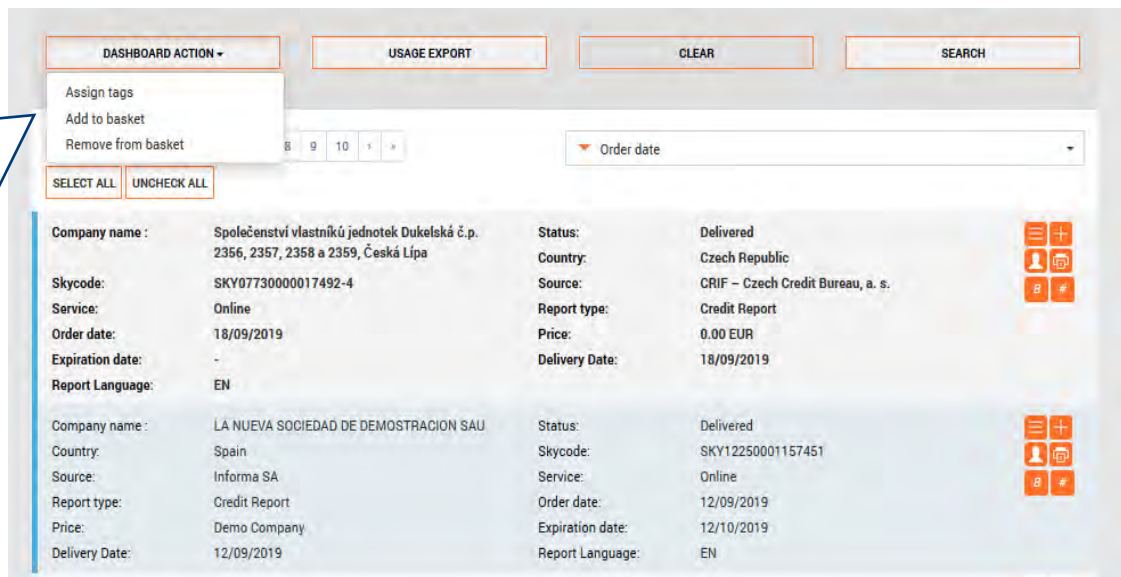 DASHBOARD ACTION
USAGE EXPORT
CLEAR
SEARCH
Assign tags
Add to basket
Remove from basket
8 9 10 › »
Order date
SELECT ALL UNCHECK ALL
Company name : Společenství vlastníků jednotek Dukelská č.p. Status: Delivered
2356, 2357, 2358 a 2359, Česká Lípa Country: Czech Republic
Skycode: SKY07730000017492-4 Source: CRIF – Czech Credit Bureau, a. s.
Service: Online Report type: Credit Report
Order date: 18/09/2019 Price: 0.00 EUR
Expiration date: - Delivery Date: 18/09/2019
Report Language: EN
B #
Company name : LA NUEVA SOCIEDAD DE DEMOSTRACION SAU Status: Delivered
Country: Spain Skycode: SKY12250001157451
Source: Informa SA Service: Online
Report type: Credit Report Order date: 12/09/2019
Price: Demo Company Expiration date: 12/10/2019
Delivery Date: 12/09/2019 Report Language: EN
B #